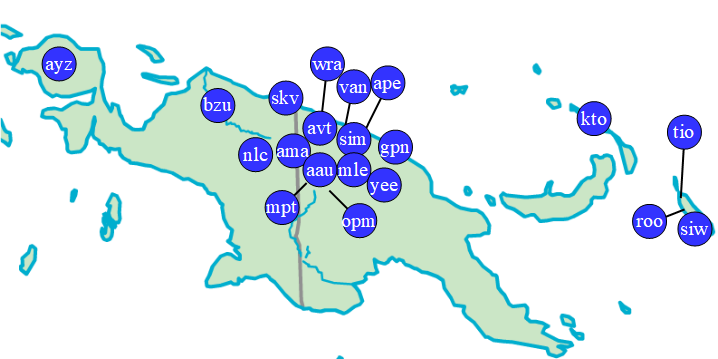 wra
ayz
van
ape
skv
bzu
kto
avt
tio
sim
gpn
ama
nlc
aau
mle
yee
mpt
opm
roo
siw